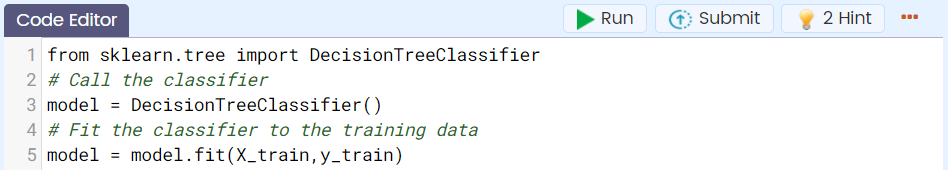 Code Editor Run Submit 2 Hint
1 from sklearn.tree import DecisionTreeClassifier
2 # Call the classifier
3 model = DecisionTreeClassifier()
4 # Fit the classifier to the training data
5 model = model.fit(X_train,y_train)